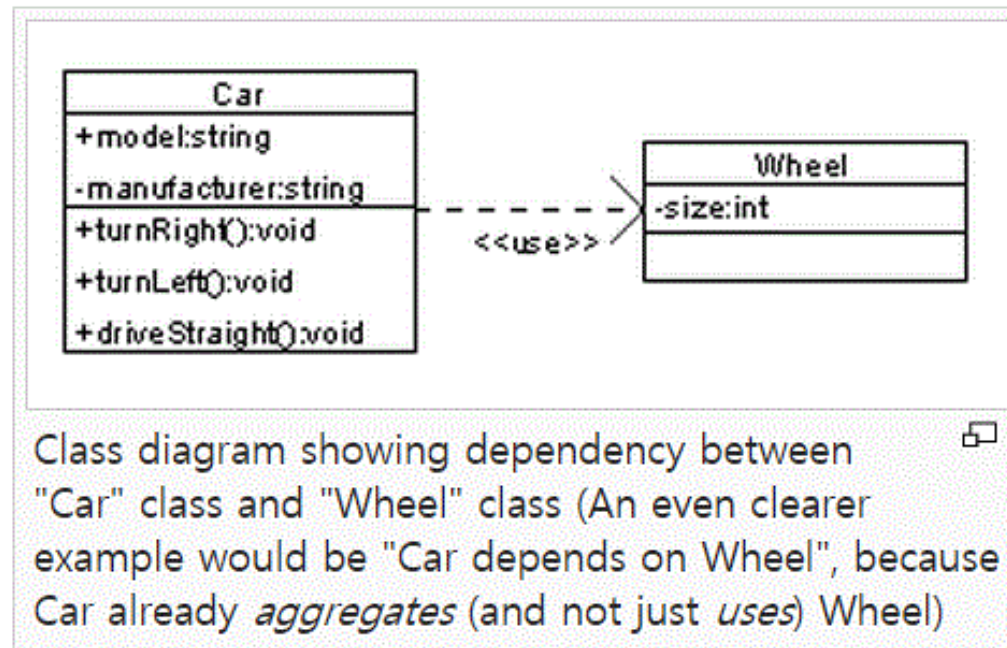 Car
+model:string
-manufacturer:string
+turnRight():void
+turnLeft():void
+driveStraight():void
<<use>>
Wheel
-size:int
Class diagram showing dependency between
"Car" class and "Wheel" class (An even clearer
example would be "Car depends on Wheel", because
Car already aggregates (and not just uses) Wheel)